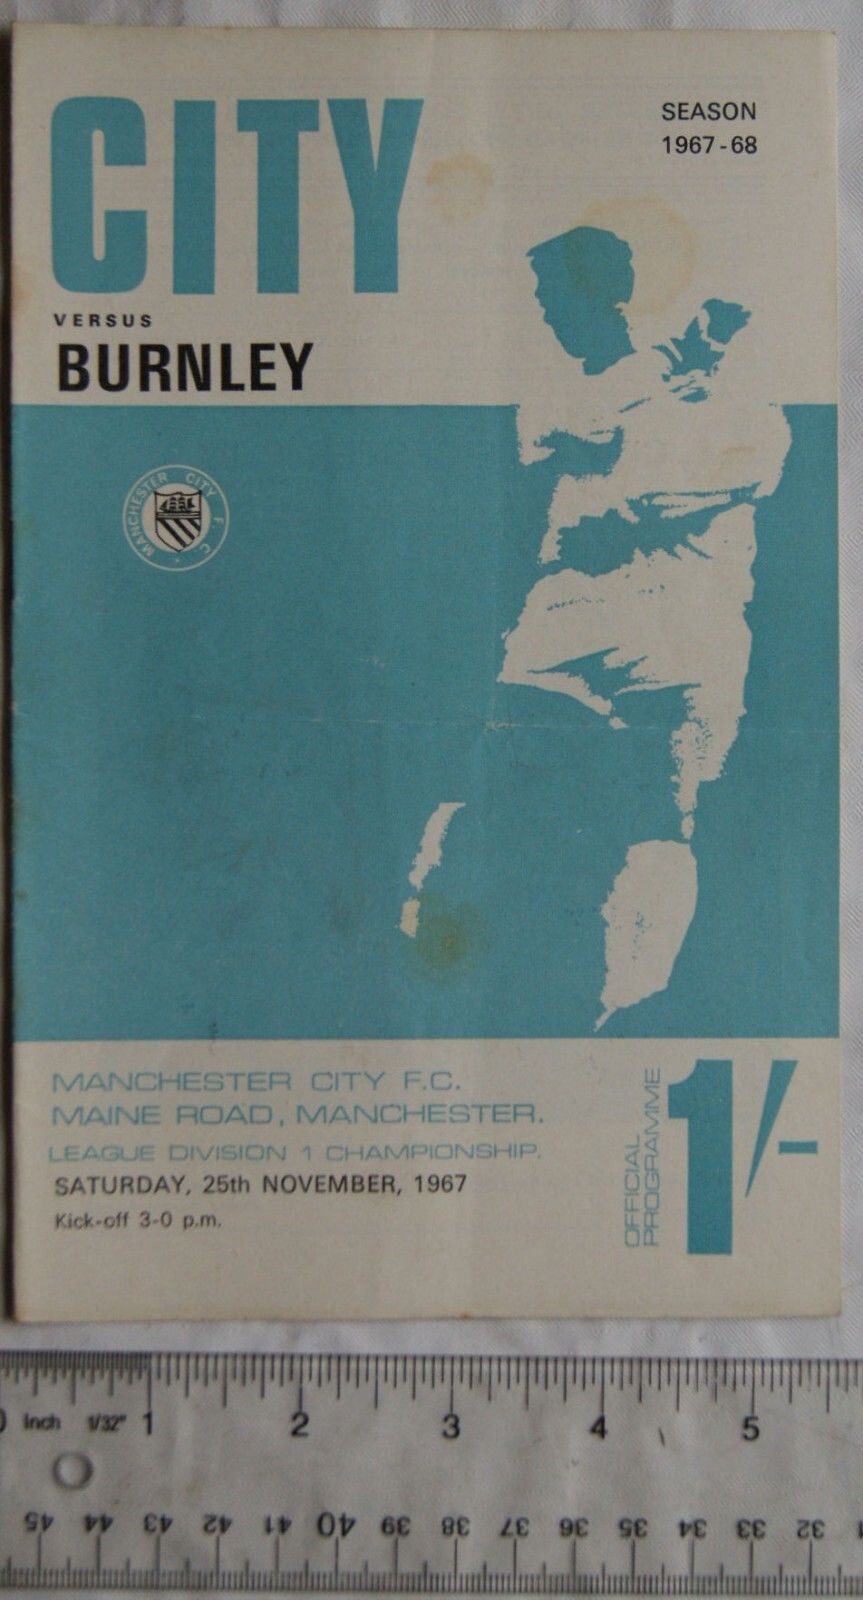 CITY
SEASON
1967-68
VERSUS
BURNLEY
MANCHESTER CITY F.C.
MANCHESTER CITY F.C.
MAINE ROAD, MANCHESTER.
LEAGUE DIVISION 1 CHAMPIONSHIP.
SATURDAY, 25th NOVEMBER, 1967
Kick-off 3-0 p.m.
OFFICIAL
PROGRAMME
1/-
0 Inch 1/32" 1 2 3 4 5
45 44 43 42 41 40 39 38 37 36 35 34 33 32